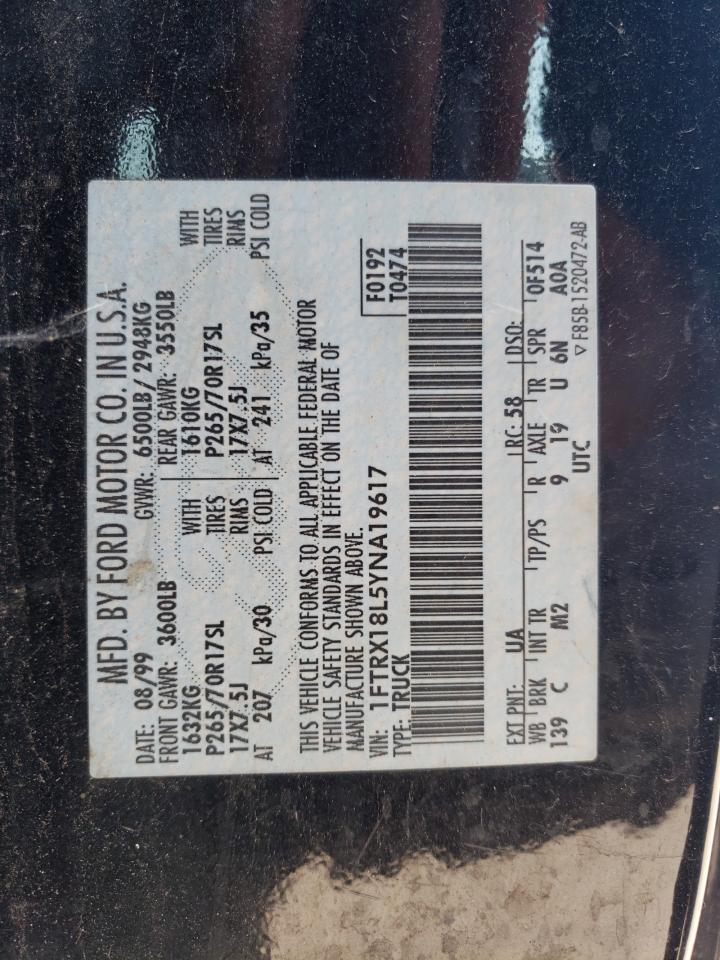 MFD. BY FORD MOTOR CO. IN U.S.A.
DATE: 08/99 GVWR: 6500LB / 2948KG
FRONT GAWR: 3600LB REAR GAWR: 3550LB
1632KG WITH 1610KG WITH
P265/70R17SL TIRES P265/70R17SL TIRES
17X7.5J RIMS 17X7.5J RIMS
AT 207 kPa/30 PSI COLD AT 241 kPa/35 PSI COLD
THIS VEHICLE CONFORMS TO ALL APPLICABLE FEDERAL MOTOR
VEHICLE SAFETY STANDARDS IN EFFECT ON THE DATE OF
MANUFACTURE SHOWN ABOVE.
VIN: 1FTRX18L5YNA19617 F0192
TYPE: TRUCK T0474
EXT PNT: UA RC: 58 DSO: 0F514
WB BRK INT TR TP/PS R AXLE TR SPR
139 C M2 9 19 U 6N A0A
UTC ▽ F85B-1520472-AB